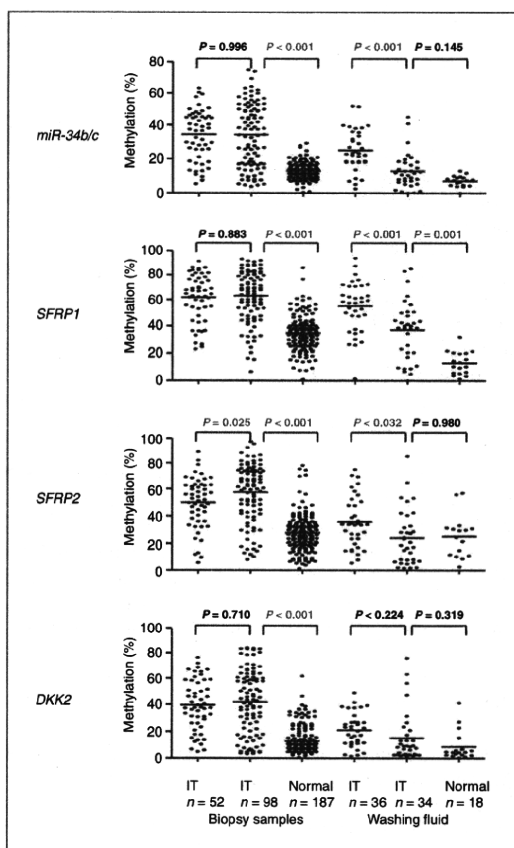 P = 0.996 P < 0.001 P < 0.001 P = 0.145
80
60
40
20
0
Methylation (%)
miR-34b/c
P = 0.883 P < 0.001 P < 0.001 P = 0.001
100
80
60
40
20
0
Methylation (%)
SFRP1
P = 0.025 P < 0.001 P < 0.032 P = 0.980
100
80
60
40
20
0
Methylation (%)
SFRP2
P = 0.710 P < 0.001 P < 0.224 P = 0.319
100
80
60
40
20
0
Methylation (%)
DKK2
IT IT Normal IT IT Normal
n = 52 n = 98 n = 187 n = 36 n = 34 n = 18
Biopsy samples Washing fluid